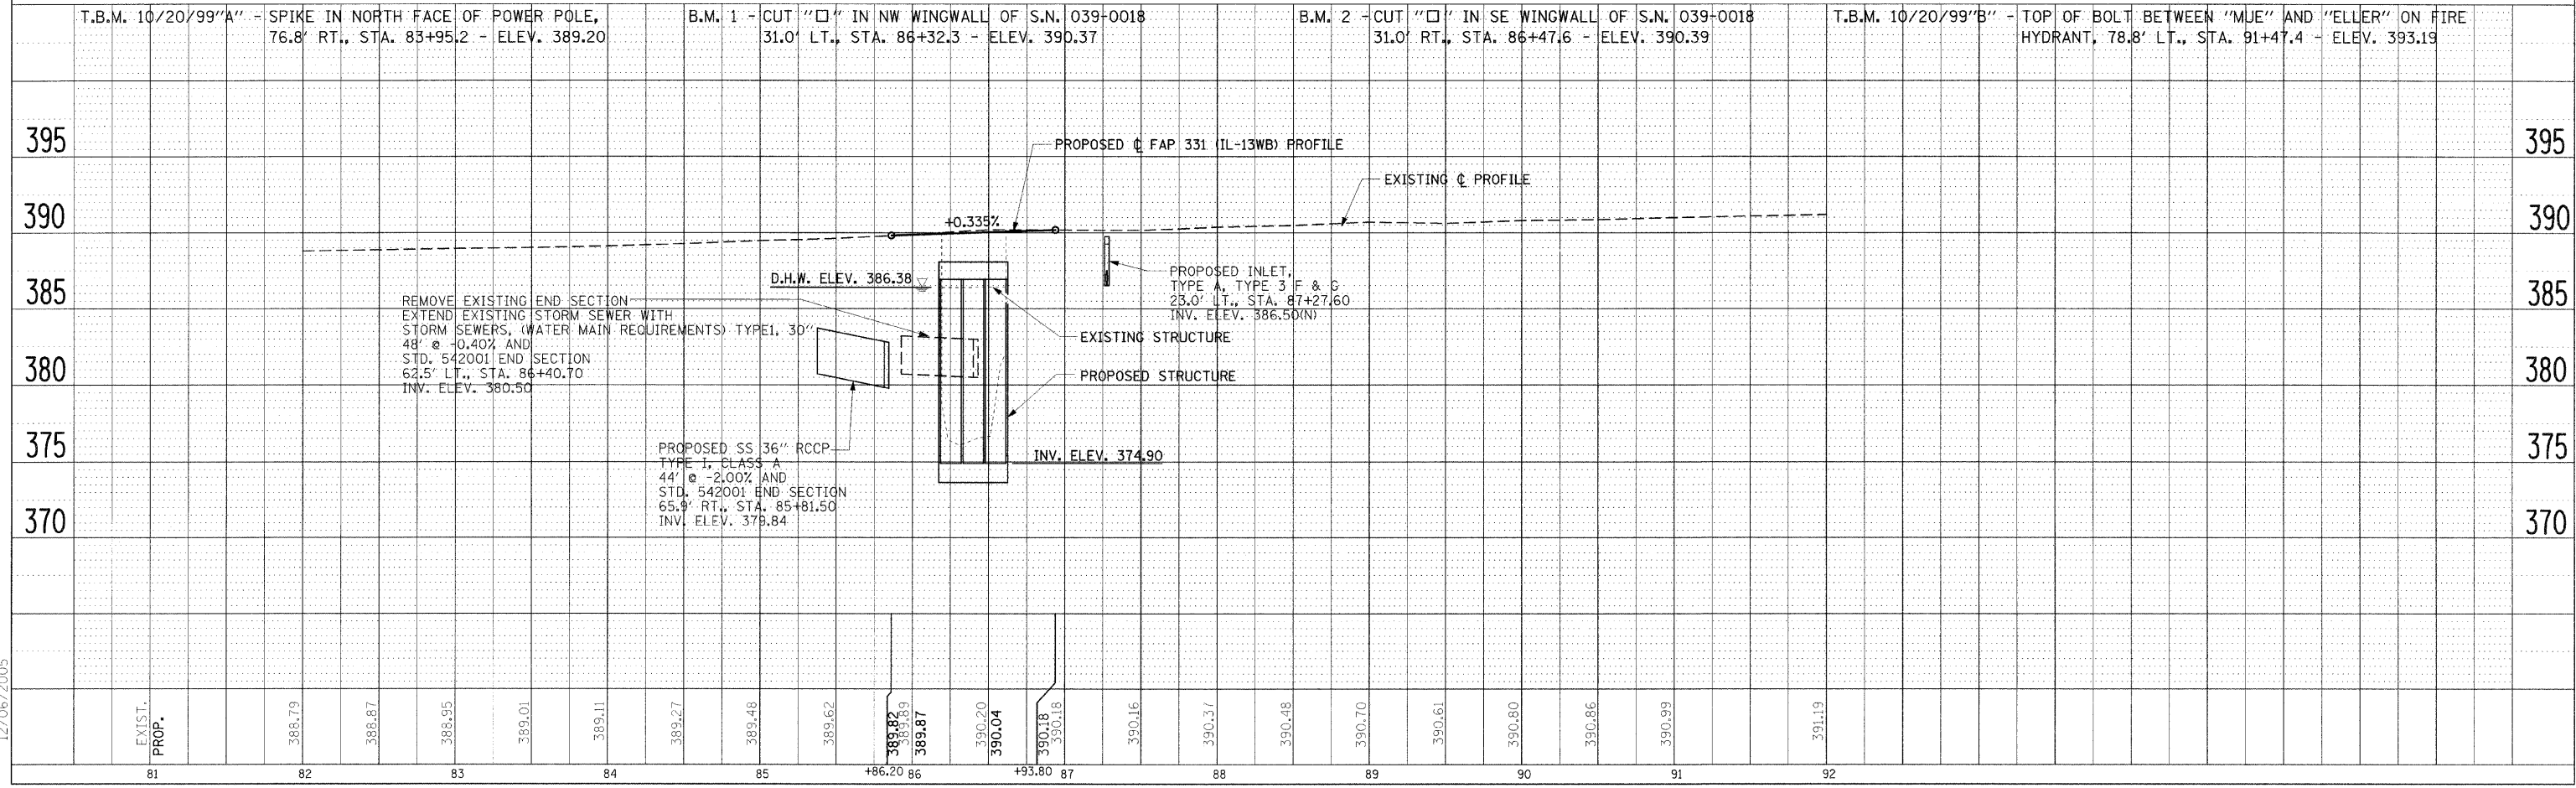 T.B.M. 10/20/99"A" - SPIKE IN NORTH FACE OF POWER POLE,
76.8' RT., STA. 83+95.2 - ELEV. 389.20
B.M. 1 - CUT "□" IN NW WINGWALL OF S.N. 039-0018
31.0' LT., STA. 86+32.3 - ELEV. 390.37
B.M. 2 - CUT "□" IN SE WINGWALL OF S.N. 039-0018
31.0' RT., STA. 86+47.6 - ELEV. 390.39
T.B.M. 10/20/99"B" - TOP OF BOLT BETWEEN "MUE" AND "ELLER" ON FIRE
HYDRANT, 78.8' LT., STA. 91+47.4 - ELEV. 393.19
395
395
PROPOSED ℄ FAP 331 (IL-13WB) PROFILE
EXISTING ℄ PROFILE
390
+0.335%
390
D.H.W. ELEV. 386.38
PROPOSED INLET,
TYPE A, TYPE 3 F & G
23.0' LT., STA. 87+27.60
INV. ELEV. 386.50(N)
385
385
REMOVE EXISTING END SECTION
EXTEND EXISTING STORM SEWER WITH
STORM SEWERS, (WATER MAIN REQUIREMENTS) TYPE1, 30"
48' @ -0.40% AND
STD. 542001 END SECTION
62.5' LT., STA. 86+40.70
INV. ELEV. 380.50
EXISTING STRUCTURE
PROPOSED STRUCTURE
380
380
375
375
PROPOSED SS 36" RCCP
TYPE I, CLASS A
44' @ -2.00% AND
STD. 542001 END SECTION
65.9' RT., STA. 85+81.50
INV. ELEV. 379.84
INV. ELEV. 374.90
370
370
12/06/2005
EXIST.
PROP.
388.79
388.87
388.95
389.01
389.11
389.27
389.48
389.62
389.82
389.89
389.87
390.20
390.04
390.18
390.18
390.16
390.37
390.48
390.70
390.61
390.80
390.86
390.99
391.19
81
82
83
84
85
+86.20
86
+93.80
87
88
89
90
91
92